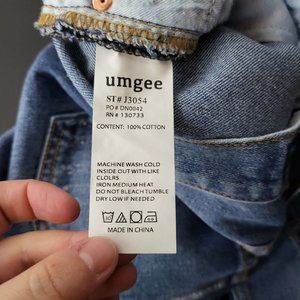 umgee
ST# J3054
PO# DN0042
RN# 130733
CONTENT: 100% COTTON
MACHINE WASH COLD
INSIDE OUT WITH LIKE
CLOLRS
IRON MEDIUM HEAT
DO NOT BLEACH TUMBLE
DRY LOW IF NEEDED
MADE IN CHINA